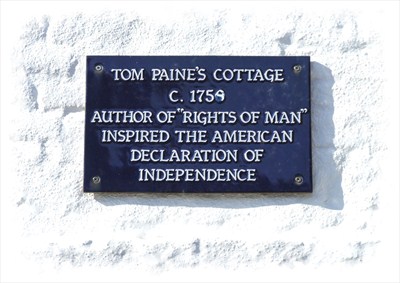 TOM PAINE'S COTTAGE
C. 1759
AUTHOR OF "RIGHTS OF MAN"
INSPIRED THE AMERICAN
DECLARATION OF
INDEPENDENCE